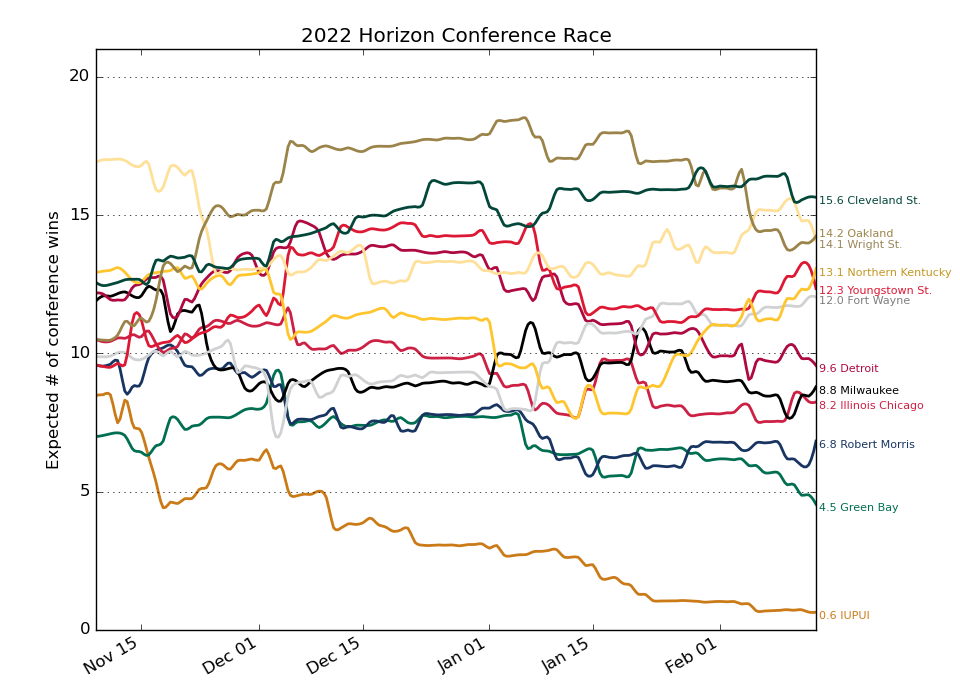 2022 Horizon Conference Race
Expected # of conference wins
20
15
10
5
0
Nov 15
Dec 01
Dec 15
Jan 01
Jan 15
Feb 01
15.6 Cleveland St.
14.2 Oakland
14.1 Wright St.
13.1 Northern Kentucky
12.3 Youngstown St.
12.0 Fort Wayne
9.6 Detroit
8.8 Milwaukee
8.2 Illinois Chicago
6.8 Robert Morris
4.5 Green Bay
0.6 IUPUI